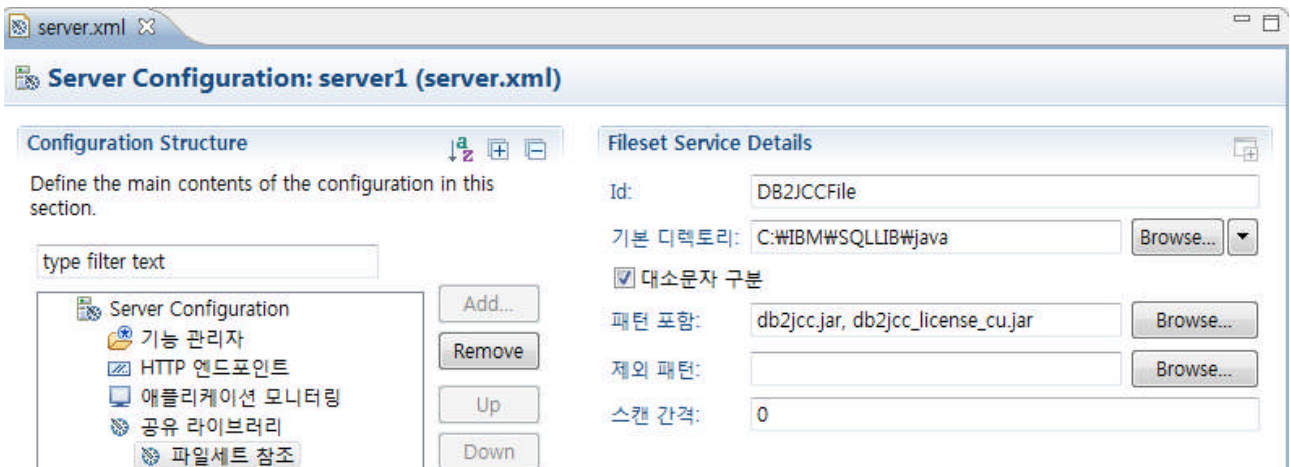 server.xml
Server Configuration: server1 (server.xml)
Configuration Structure
Define the main contents of the configuration in this
section.
type filter text
Server Configuration
기능 관리자
HTTP 엔드포인트
애플리케이션 모니터링
공유 라이브러리
파일세트 참조
Add...
Remove
Up
Down
Fileset Service Details
Id: DB2JCCFile
기본 디렉토리: C:₩IBM₩SQLLIB₩java Browse...
대소문자 구분
패턴 포함: db2jcc.jar, db2jcc_license_cu.jar Browse...
제외 패턴: Browse...
스캔 간격: 0